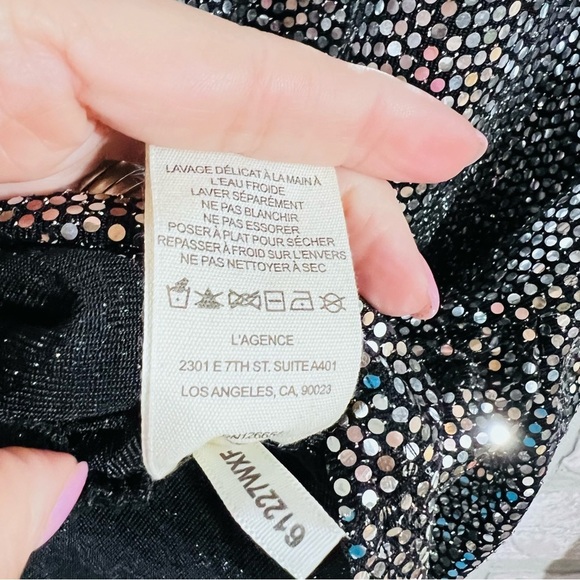 LAVAGE DÉLICAT À LA MAIN À
L'EAU FROIDE
LAVER SÉPARÉMENT
NE PAS BLANCHIR
NE PAS ESSORER
POSER À PLAT POUR SÉCHER
REPASSER À FROID SUR L'ENVERS
NE PAS NETTOYER À SEC
L'AGENCE
2301 E 7TH ST. SUITE A401
LOS ANGELES, CA, 90023
61227WXF